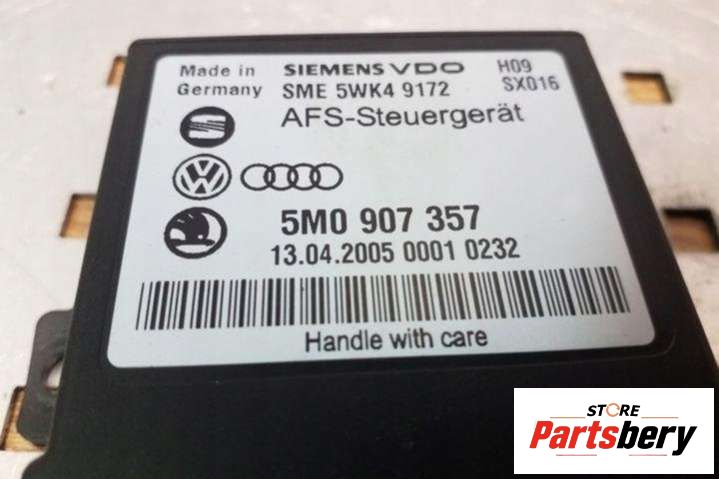 Made in
Germany
SIEMENS VDO
SME 5WK4 9172
H09
SX016
AFS-Steuergerät
VW
5M0 907 357
13.04.2005 0001 0232
Handle with care
STORE
Partsbery